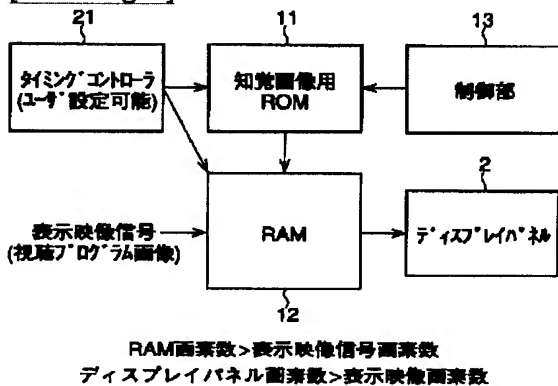 21
11
13
タイミングコントローラ
(ユーザ設定可能)
知覚画像用
ROM
制御部
2
表示映像信号
(視聴プログラム画像)
RAM
ディスプレイパネル
12
RAM画素数>表示映像信号画素数
ディスプレイパネル画素数>表示映像画素数